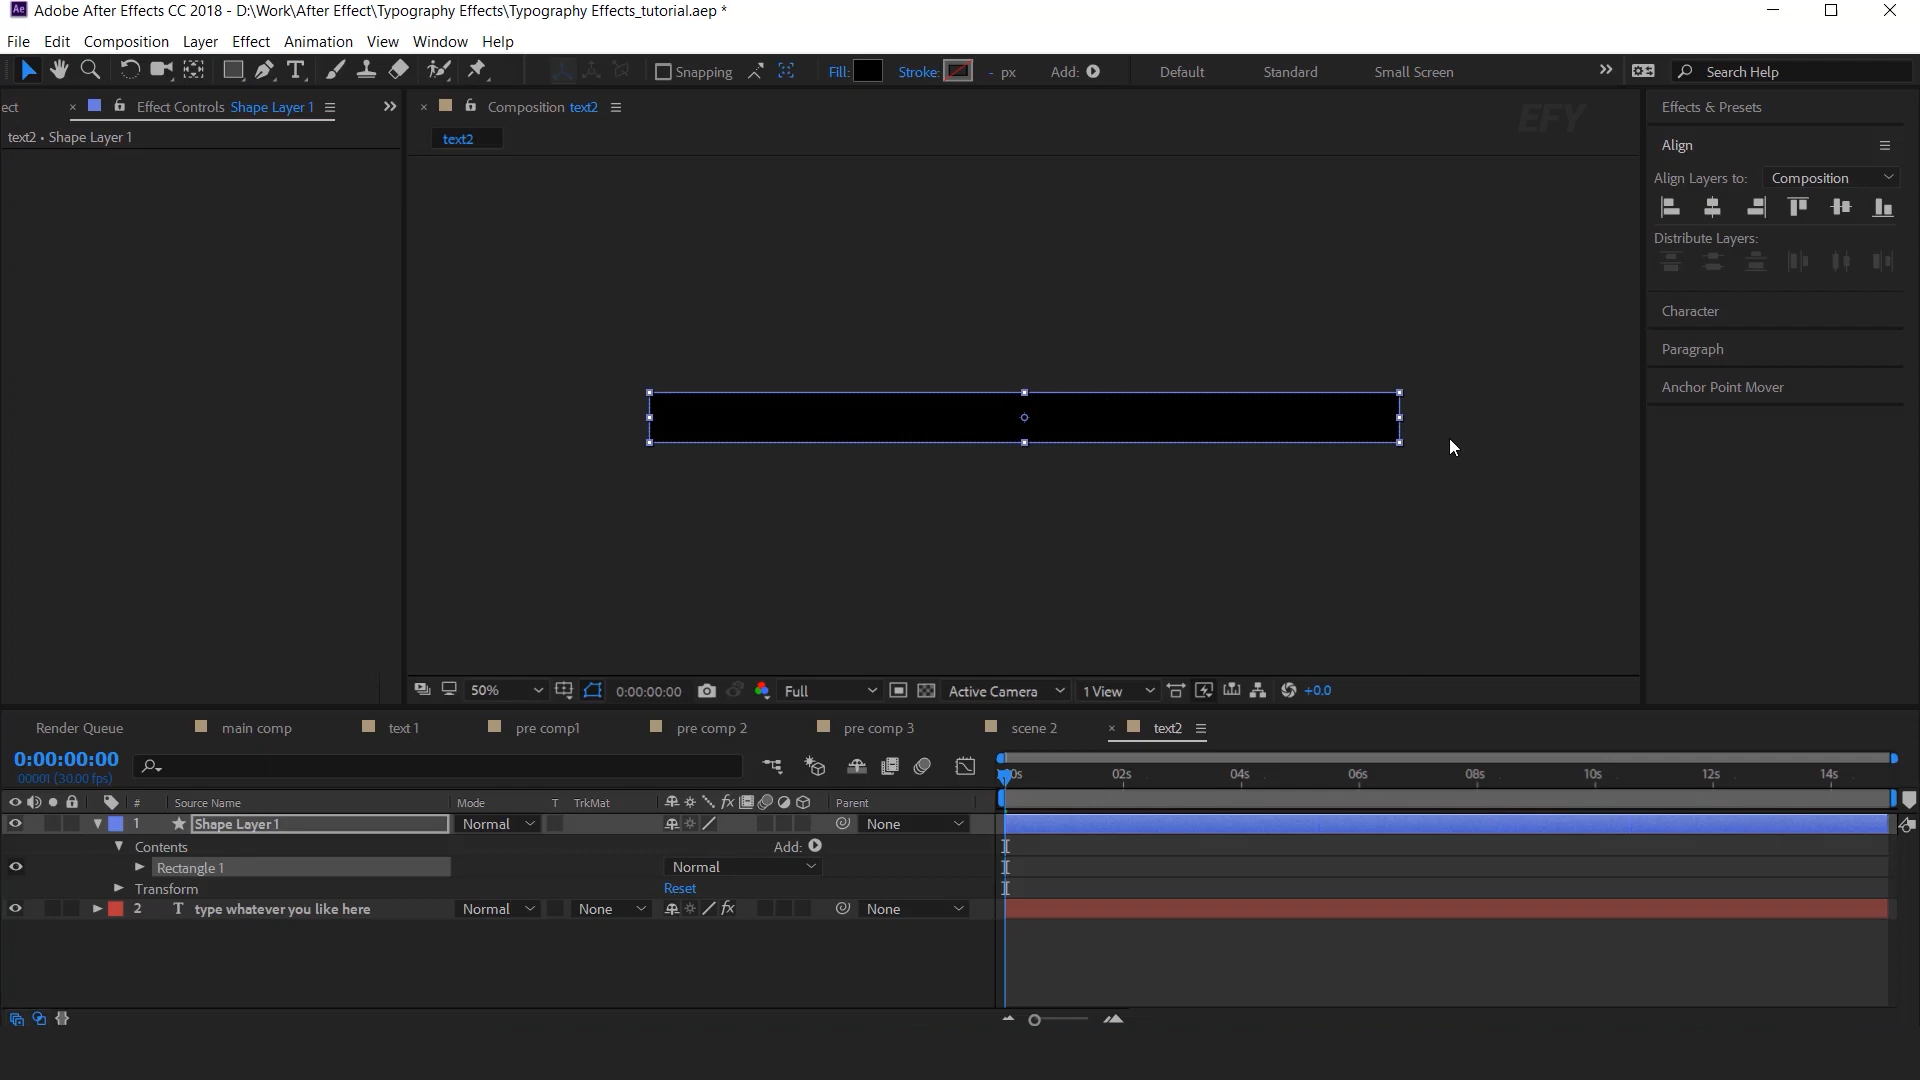 Adobe After Effects CC 2018 - D:\Work\After Effect\Typography Effects\Typography Effects_tutorial.aep *
File Edit Composition Layer Effect Animation View Window Help
Snapping Fill: Stroke: - px Add: Default Standard Small Screen Search Help
ect × Effect Controls Shape Layer 1
× Composition text2
EFY
Effects & Presets
text2 • Shape Layer 1
text2
Align
Align Layers to: Composition
Distribute Layers:
Character
Paragraph
Anchor Point Mover
50% 0:00:00:00 Full Active Camera 1 View +0.0
Render Queue main comp text 1 pre comp1 pre comp 2 pre comp 3 scene 2 × text2
0:00:00:00
00001 (30.00 fps)
:00s 02s 04s 06s 08s 10s 12s 14s
# Source Name Mode T TrkMat Parent
1 Shape Layer 1 Normal None
Contents Add:
Rectangle 1 Normal
Transform Reset
2 T type whatever you like here Normal None None